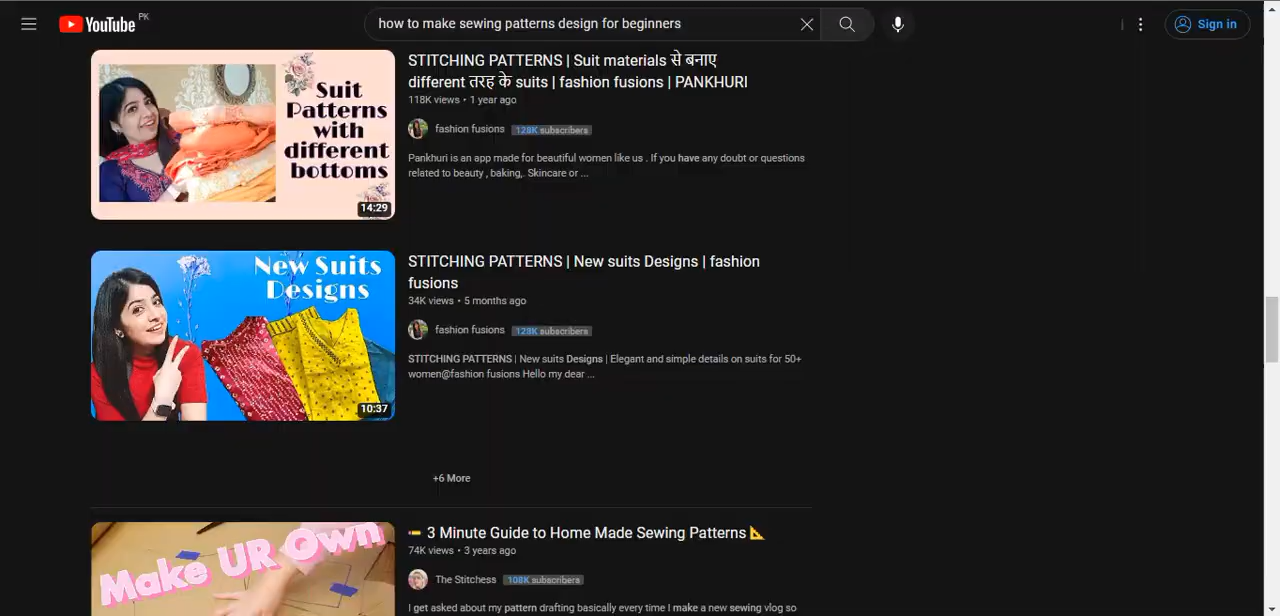 YouTube PK
how to make sewing patterns design for beginners
Sign in
Suit
Patterns
with
different
bottoms
14:29
STITCHING PATTERNS | Suit materials से बनाए
different तरह के suits | fashion fusions | PANKHURI
118K views • 1 year ago
fashion fusions 128K subscribers
Pankhuri is an app made for beautiful women like us . If you have any doubt or questions
related to beauty , baking,. Skincare or ...
New Suits
Designs
10:37
STITCHING PATTERNS | New suits Designs | fashion
fusions
34K views • 5 months ago
fashion fusions 128K subscribers
STITCHING PATTERNS | New suits Designs | Elegant and simple details on suits for 50+
women@fashion fusions Hello my dear ...
+6 More
Make UR Own
3 Minute Guide to Home Made Sewing Patterns
74K views • 3 years ago
The Stitchess 108K subscribers
I get asked about my pattern drafting basically every time I make a new sewing vlog so